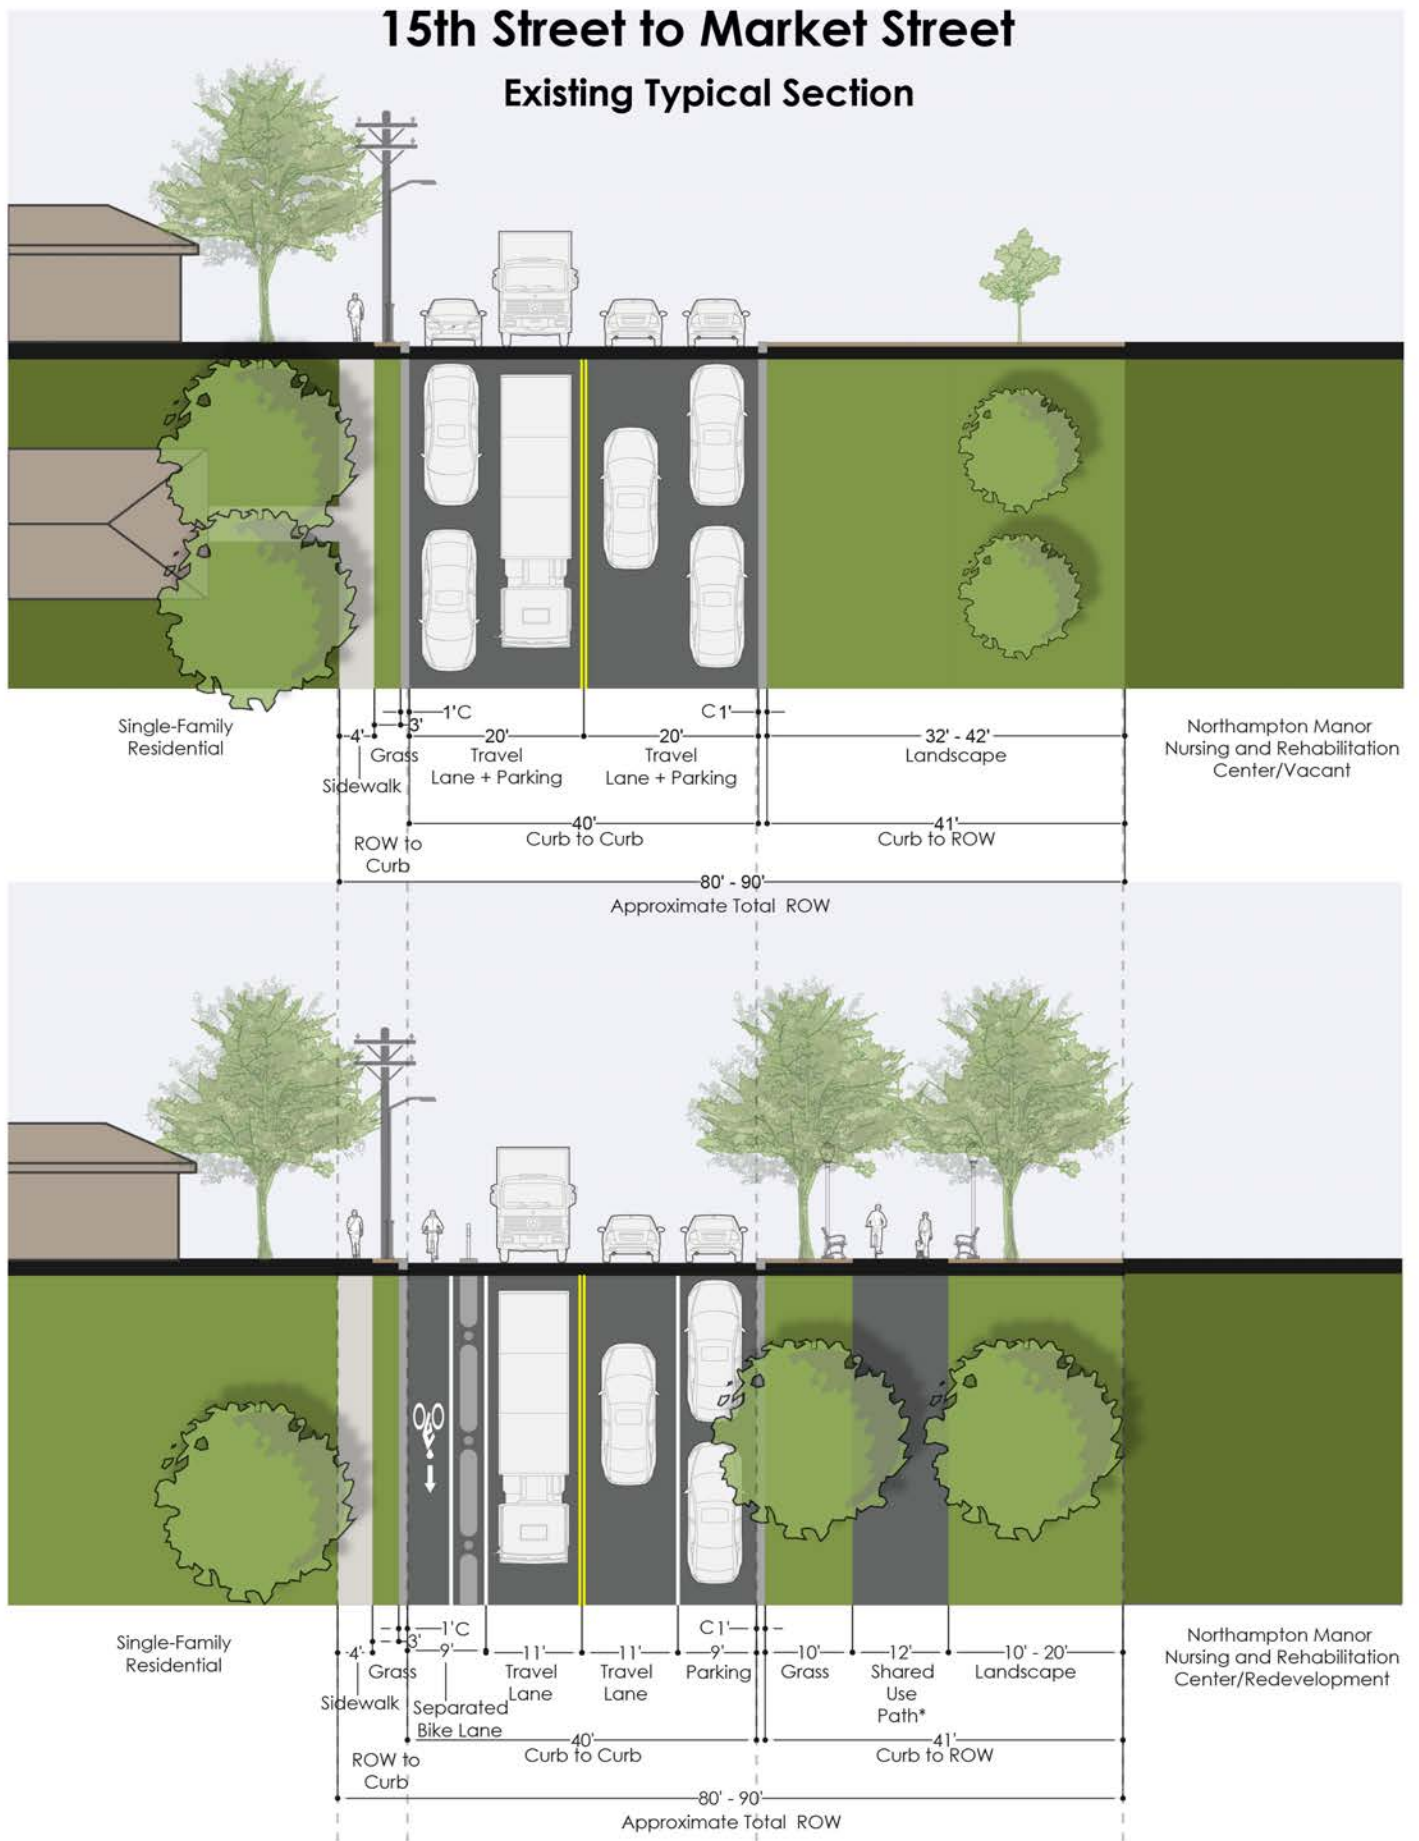 15th Street to Market Street
Existing Typical Section
Single-Family
Residential
4'
Sidewalk
3'
Grass
1'C
20'
Travel
Lane + Parking
20'
Travel
Lane + Parking
C 1'
32' - 42'
Landscape
Northampton Manor
Nursing and Rehabilitation
Center/Vacant
ROW to
Curb
40'
Curb to Curb
41'
Curb to ROW
80' - 90'
Approximate Total ROW
Single-Family
Residential
4'
Sidewalk
3'
Grass
1'C
9'
Separated
Bike Lane
11'
Travel
Lane
11'
Travel
Lane
C 1'
9'
Parking
10'
Grass
12'
Shared
Use
Path*
10' - 20'
Landscape
Northampton Manor
Nursing and Rehabilitation
Center/Redevelopment
ROW to
Curb
40'
Curb to Curb
41'
Curb to ROW
80' - 90'
Approximate Total ROW